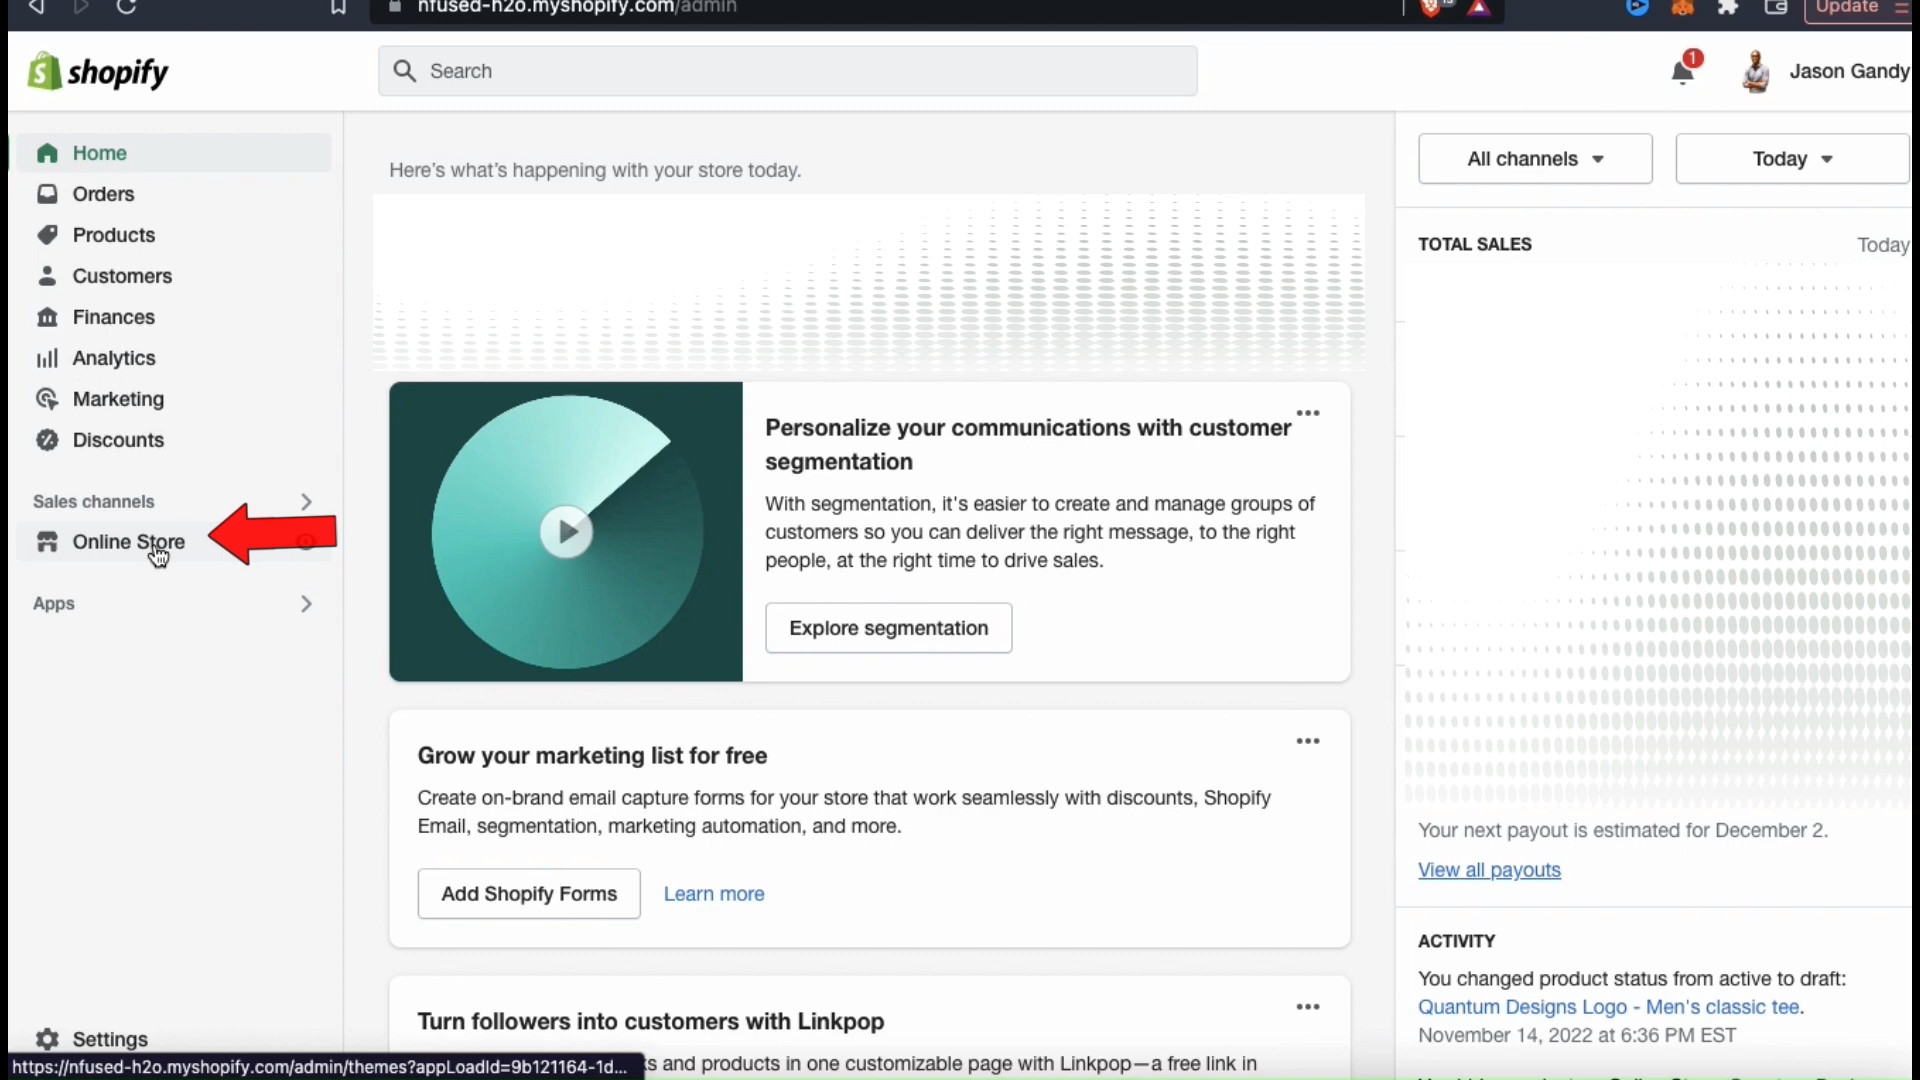 nfused-h2o.myshopify.com/admin
Update
shopify
Search
1
Jason Gandy
Home
Orders
Products
Customers
Finances
Analytics
Marketing
Discounts
Sales channels
Online Store
Apps
Settings
https://nfused-h2o.myshopify.com/admin/themes?appLoadId=9b121164-1d...
Here's what's happening with your store today.
Personalize your communications with customer
segmentation
With segmentation, it's easier to create and manage groups of
customers so you can deliver the right message, to the right
people, at the right time to drive sales.
Explore segmentation
Grow your marketing list for free
Create on-brand email capture forms for your store that work seamlessly with discounts, Shopify
Email, segmentation, marketing automation, and more.
Add Shopify Forms
Learn more
Turn followers into customers with Linkpop
and products in one customizable page with Linkpop—a free link in
All channels
Today
TOTAL SALES
Today
Your next payout is estimated for December 2.
View all payouts
ACTIVITY
You changed product status from active to draft:
Quantum Designs Logo - Men's classic tee.
November 14, 2022 at 6:36 PM EST